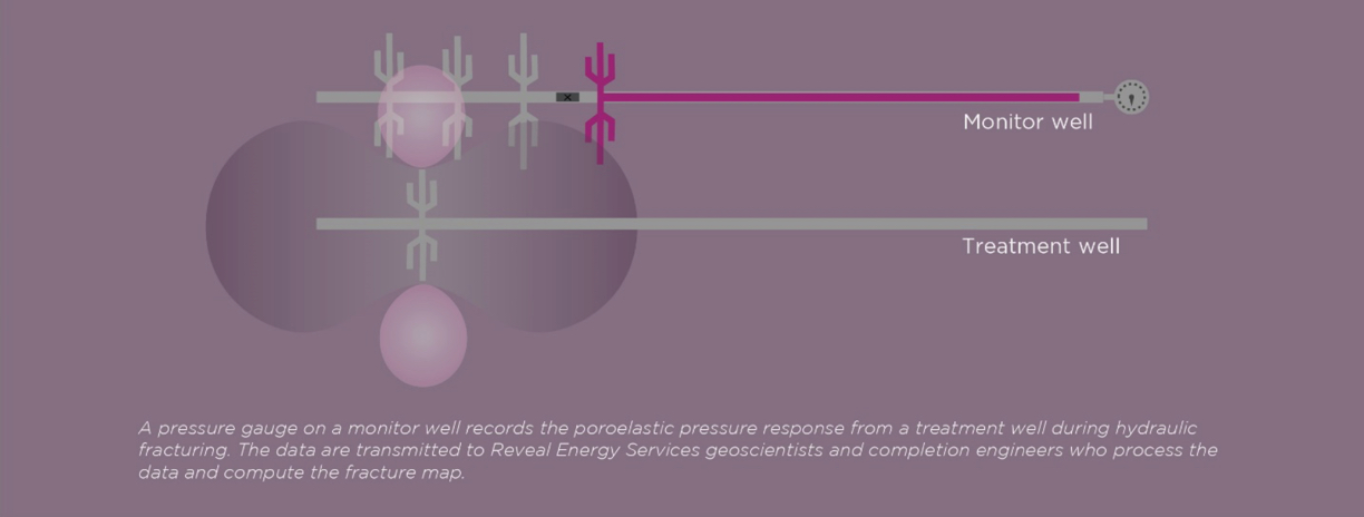 Monitor well
Treatment well
A pressure gauge on a monitor well records the poroelastic pressure response from a treatment well during hydraulic
fracturing. The data are transmitted to Reveal Energy Services geoscientists and completion engineers who process the
data and compute the fracture map.